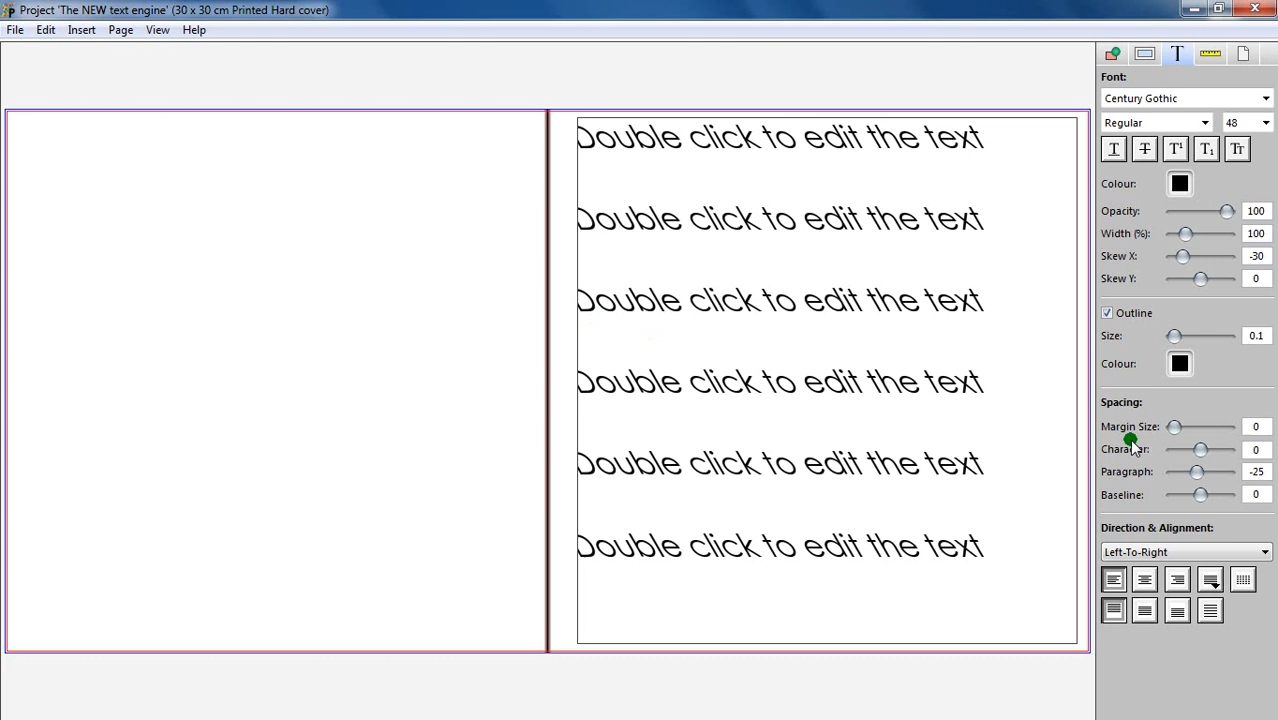 Project 'The NEW text engine' (30 x 30 cm Printed Hard cover)
File Edit Insert Page View Help
T
Font:
Century Gothic
Regular 48
T T T¹ T₁ TT
Colour:
Opacity: 100
Width (%): 100
Skew X: -30
Skew Y: 0
Outline
Size: 0.1
Colour:
Spacing:
Margin Size: 0
Character: 0
Paragraph: -25
Baseline: 0
Direction & Alignment:
Left-To-Right
Double click to edit the text
Double click to edit the text
Double click to edit the text
Double click to edit the text
Double click to edit the text
Double click to edit the text